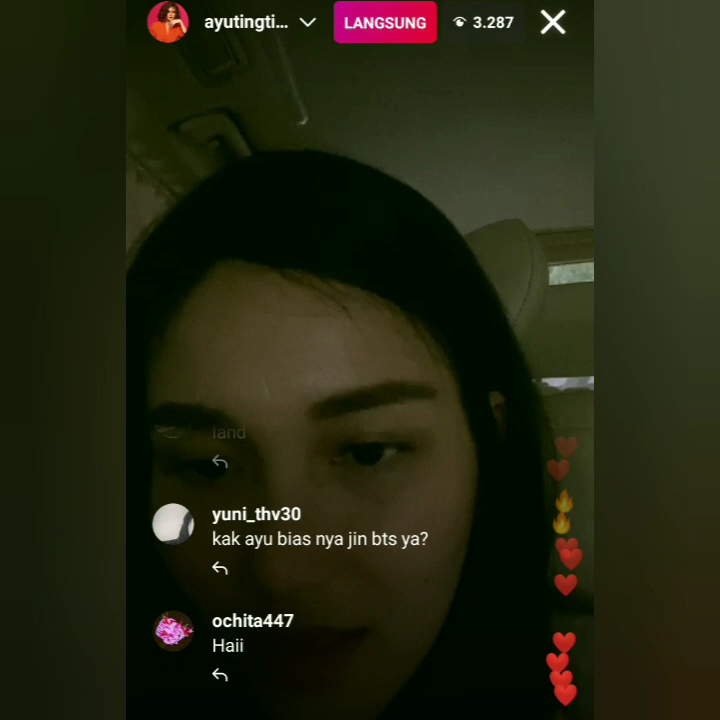 ayutingti...
LANGSUNG
3.287
land
yuni_thv30
kak ayu bias nya jin bts ya?
ochita447
Haii